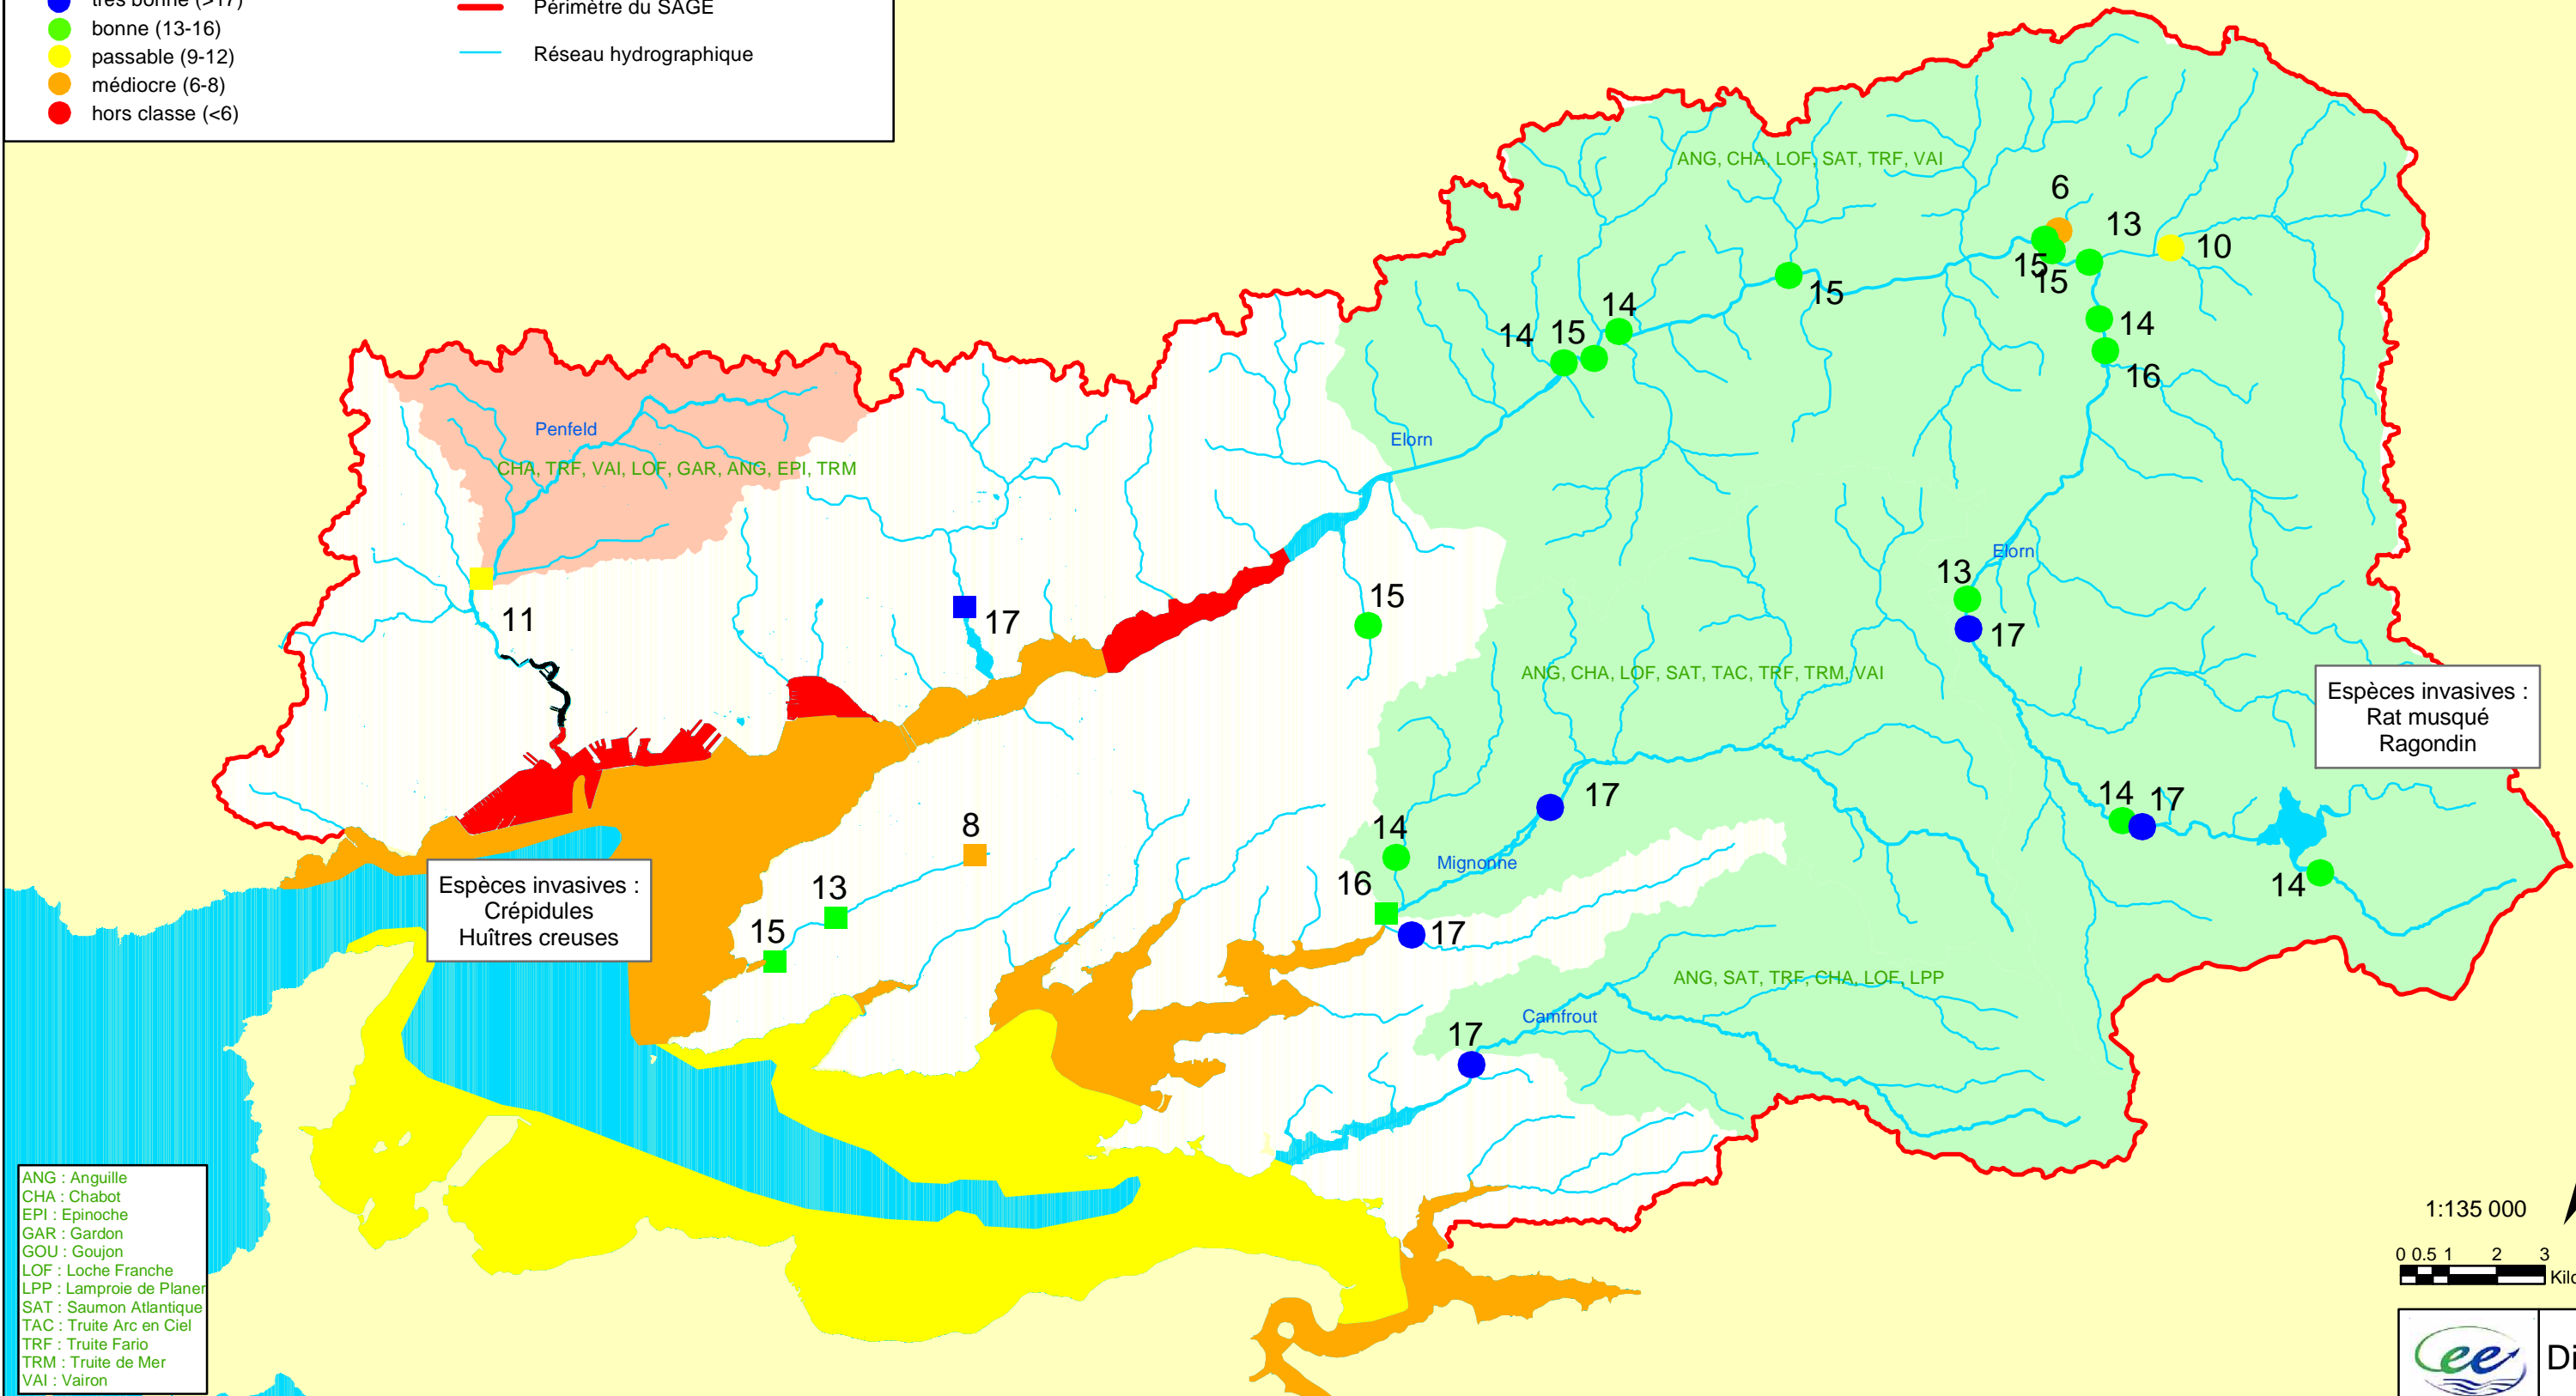 très bonne (>17)
bonne (13-16)
passable (9-12)
médiocre (6-8)
hors classe (<6)
Périmètre du SAGE
Réseau hydrographique
ANG, CHA, LOF, SAT, TRF, VAI
6
13
10
15
15
15
14
14
15
14
16
Penfeld
CHA, TRF, VAI, LOF, GAR, ANG, EPI, TRM
Elorn
Elorn
13
17
11
17
15
ANG, CHA, LOF, SAT, TAC, TRF, TRM, VAI
Espèces invasives :
Rat musqué
Ragondin
17
14
17
14
8
14
Mignonne
16
17
13
15
Espèces invasives :
Crépidules
Huîtres creuses
ANG, SAT, TRF, CHA, LOF, LPP
Camfrout
17
ANG : Anguille
CHA : Chabot
EPI : Epinoche
GAR : Gardon
GOU : Goujon
LOF : Loche Franche
LPP : Lamproie de Planer
SAT : Saumon Atlantique
TAC : Truite Arc en Ciel
TRF : Truite Fario
TRM : Truite de Mer
VAI : Vairon
1:135 000
0 0.5 1 2 3
Kilo
ee
Di